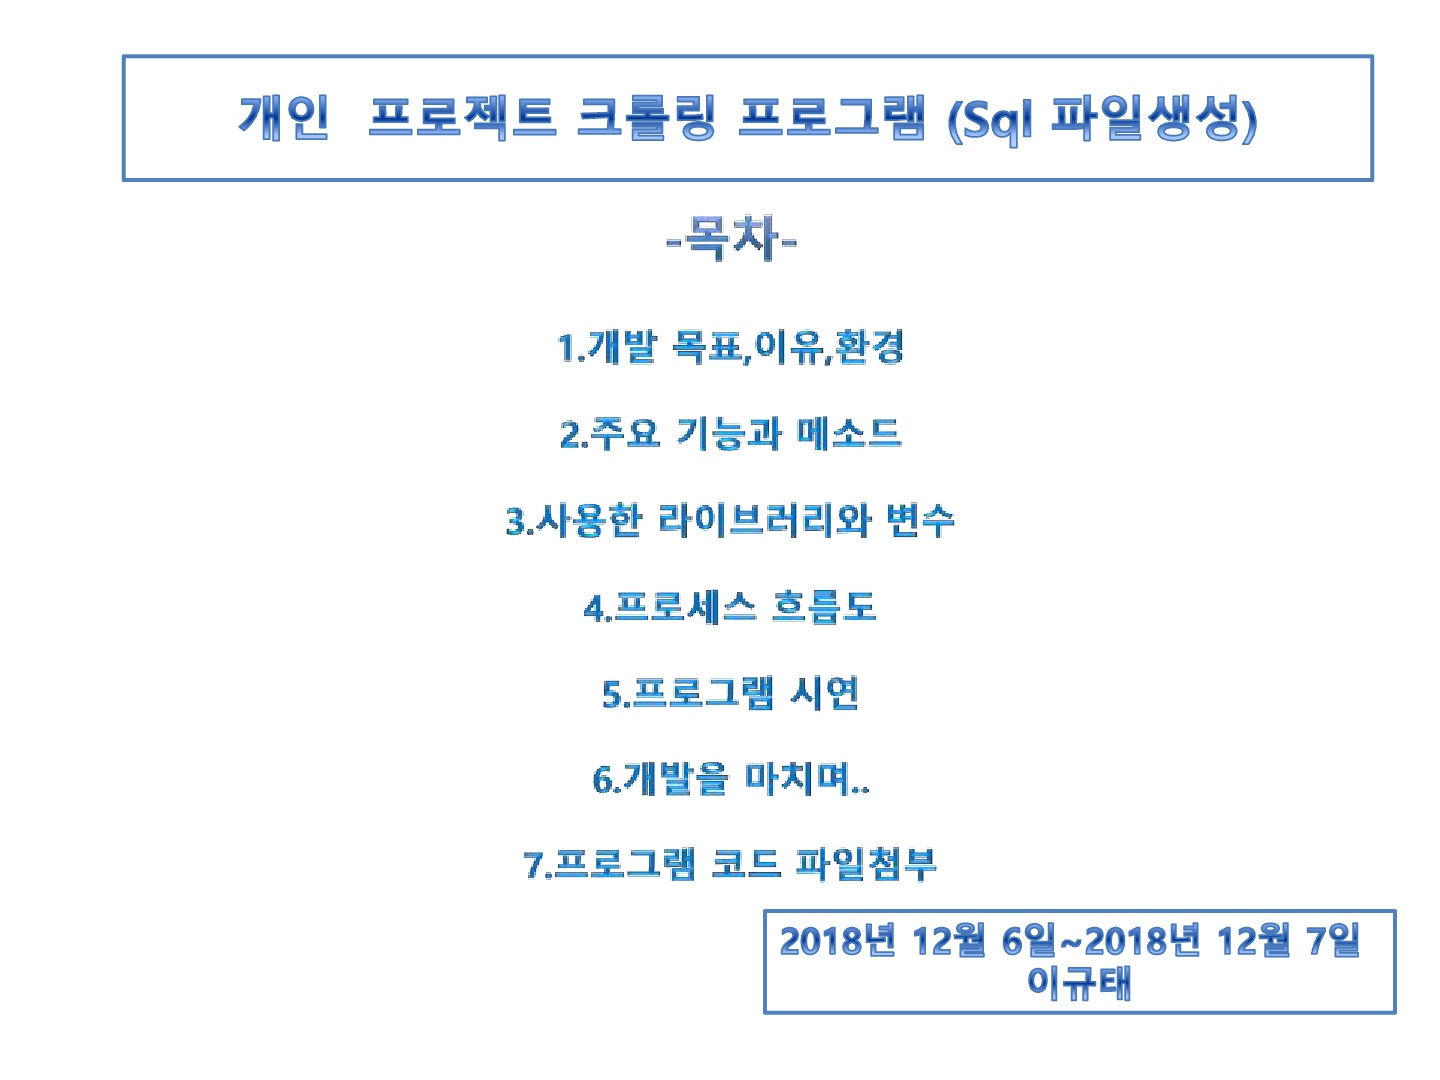 개인  프로젝트 크롤링 프로그램 (Sql 파일생성)
-목차-
1.개발 목표,이유,환경
2.주요 기능과 메소드
3.사용한 라이브러리와 변수
4.프로세스 흐름도
5.프로그램 시연
6.개발을 마치며..
7.프로그램 코드 파일첨부
2018년 12월 6일~2018년 12월 7일
이규태